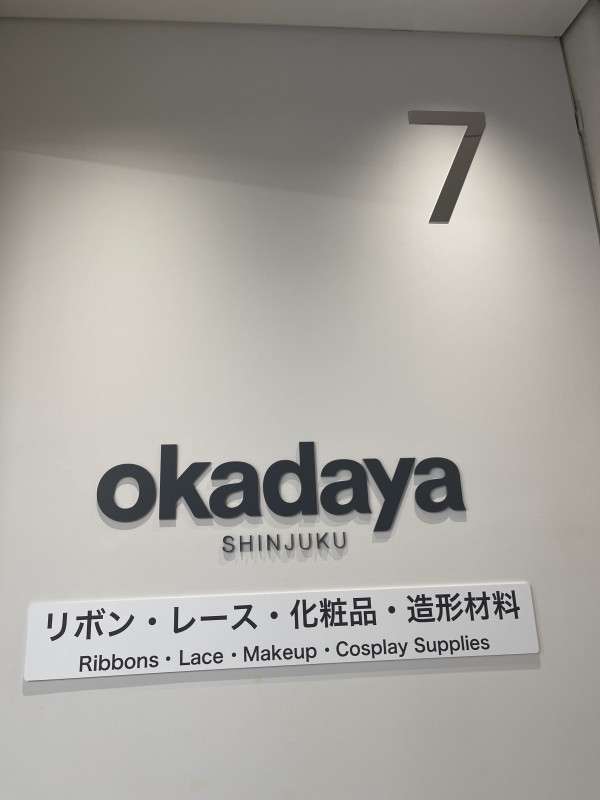 7
okadaya
SHINJUKU
リボン・レース・化粧品・造形材料
Ribbons・Lace・Makeup・Cosplay Supplies